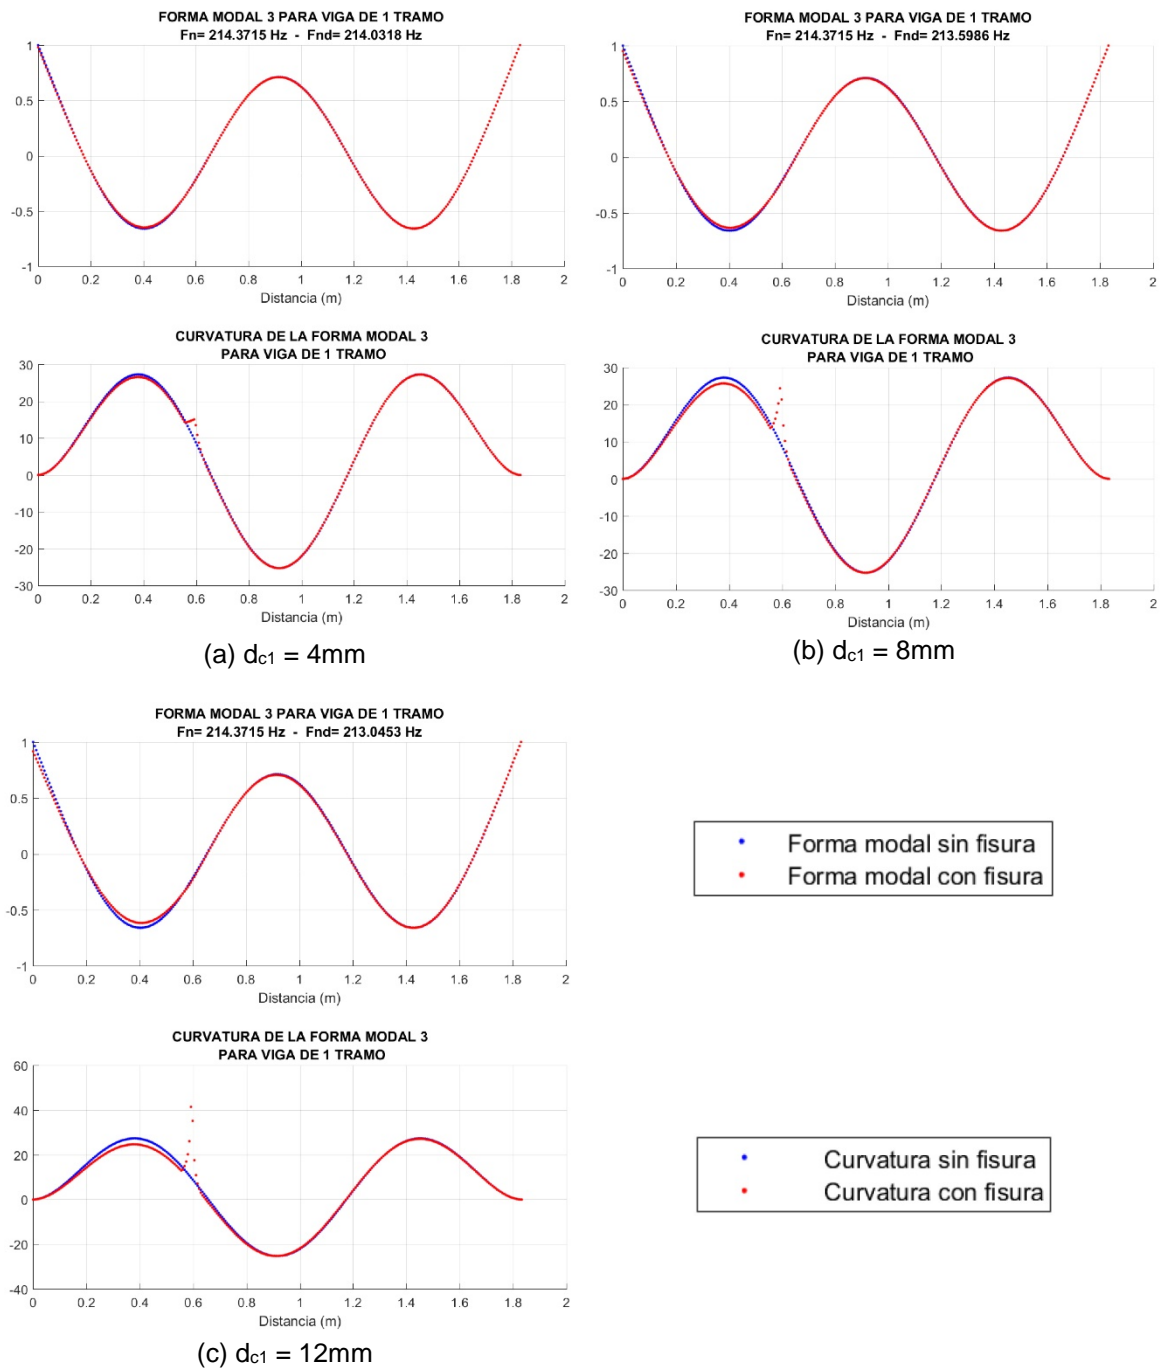 FORMA MODAL 3 PARA VIGA DE 1 TRAMO
Fn= 214.3715 Hz - Fnd= 214.0318 Hz
1
0.5
0
-0.5
-1
0 0.2 0.4 0.6 0.8 1 1.2 1.4 1.6 1.8 2
Distancia (m)
CURVATURA DE LA FORMA MODAL 3
PARA VIGA DE 1 TRAMO
30
20
10
0
-10
-20
-30
0 0.2 0.4 0.6 0.8 1 1.2 1.4 1.6 1.8 2
Distancia (m)
(a) dc1 = 4mm
FORMA MODAL 3 PARA VIGA DE 1 TRAMO
Fn= 214.3715 Hz - Fnd= 213.5986 Hz
1
0.5
0
-0.5
-1
0 0.2 0.4 0.6 0.8 1 1.2 1.4 1.6 1.8 2
Distancia (m)
CURVATURA DE LA FORMA MODAL 3
PARA VIGA DE 1 TRAMO
30
20
10
0
-10
-20
-30
0 0.2 0.4 0.6 0.8 1 1.2 1.4 1.6 1.8 2
Distancia (m)
(b) dc1 = 8mm
FORMA MODAL 3 PARA VIGA DE 1 TRAMO
Fn= 214.3715 Hz - Fnd= 213.0453 Hz
1
0.5
0
-0.5
-1
0 0.2 0.4 0.6 0.8 1 1.2 1.4 1.6 1.8 2
Distancia (m)
Forma modal sin fisura
Forma modal con fisura
CURVATURA DE LA FORMA MODAL 3
PARA VIGA DE 1 TRAMO
60
40
20
0
-20
-40
0 0.2 0.4 0.6 0.8 1 1.2 1.4 1.6 1.8 2
Distancia (m)
Curvatura sin fisura
Curvatura con fisura
(c) dc1 = 12mm